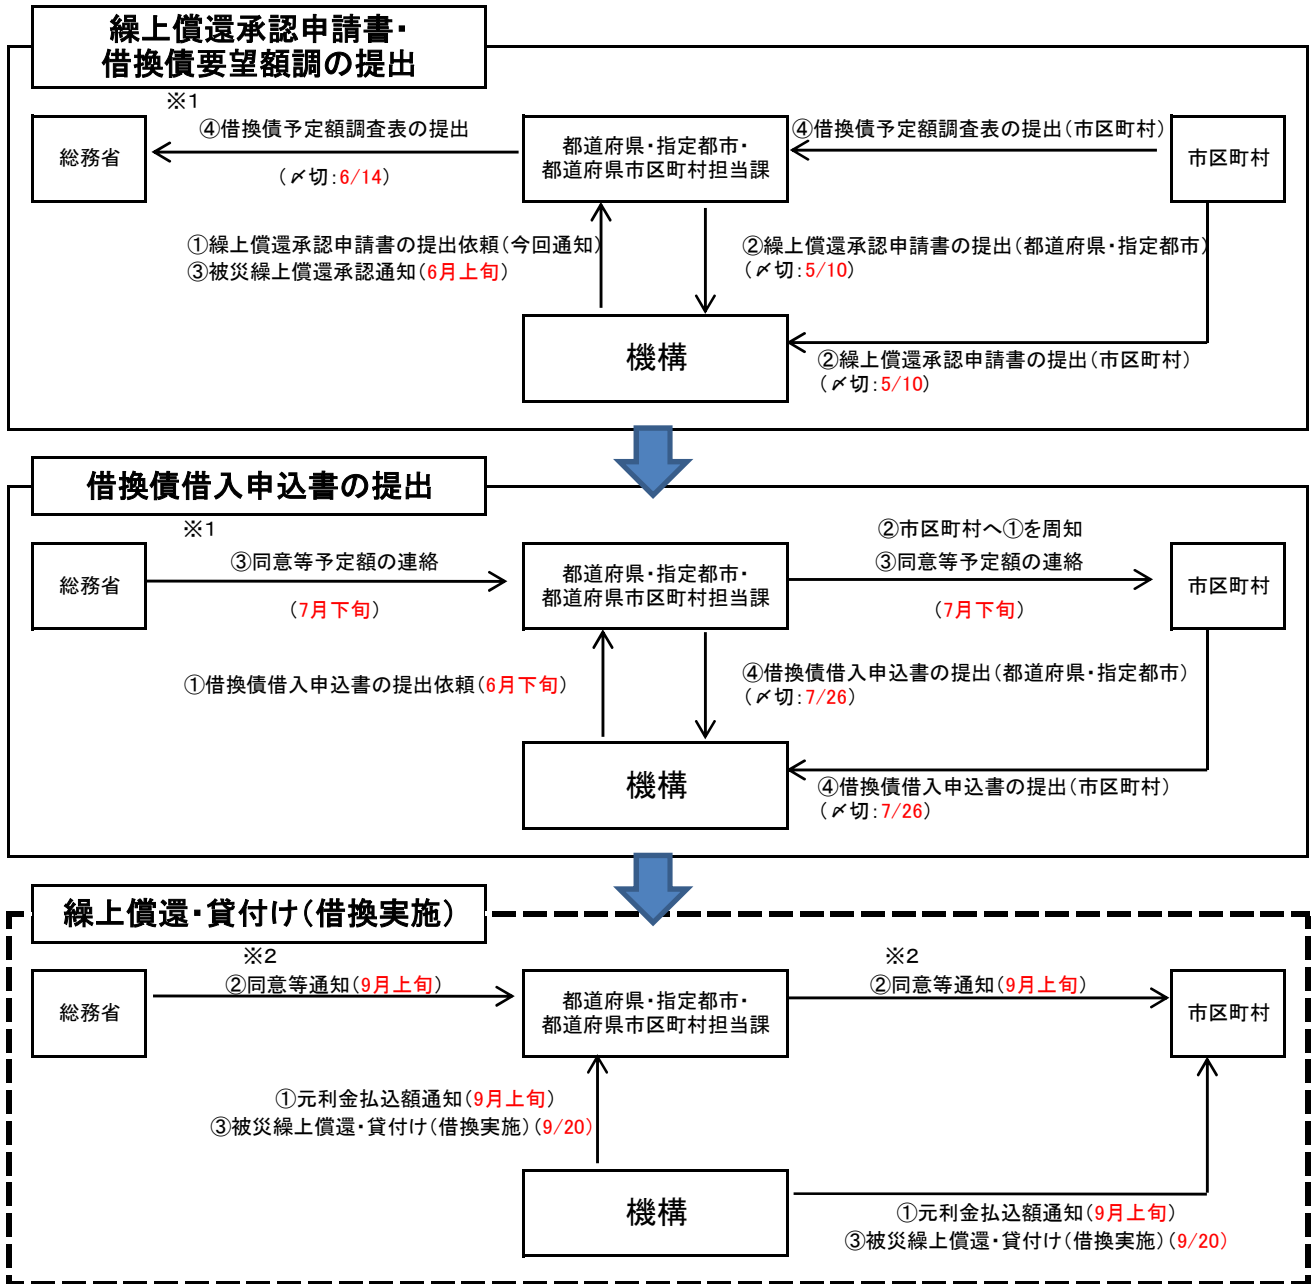 繰上償還承認申請書・
借換債要望額調の提出
※1
④借換債予定額調査表の提出
④借換債予定額調査表の提出(市区町村)
総務省
都道府県・指定都市・
都道府県市区町村担当課
市区町村
(〆切:6/14)
①繰上償還承認申請書の提出依頼(今回通知)
③被災繰上償還承認通知(6月上旬)
②繰上償還承認申請書の提出(都道府県・指定都市)
(〆切:5/10)
機構
②繰上償還承認申請書の提出(市区町村)
(〆切:5/10)
借換債借入申込書の提出
※1
③同意等予定額の連絡
②市区町村へ①を周知
③同意等予定額の連絡
総務省
都道府県・指定都市・
都道府県市区町村担当課
市区町村
(7月下旬)
(7月下旬)
①借換債借入申込書の提出依頼(6月下旬)
④借換債借入申込書の提出(都道府県・指定都市)
(〆切:7/26)
機構
④借換債借入申込書の提出(市区町村)
(〆切:7/26)
繰上償還・貸付け(借換実施)
※2
②同意等通知(9月上旬)
※2
②同意等通知(9月上旬)
総務省
都道府県・指定都市・
都道府県市区町村担当課
市区町村
①元利金払込額通知(9月上旬)
③被災繰上償還・貸付け(借換実施)(9/20)
機構
①元利金払込額通知(9月上旬)
③被災繰上償還・貸付け(借換実施)(9/20)